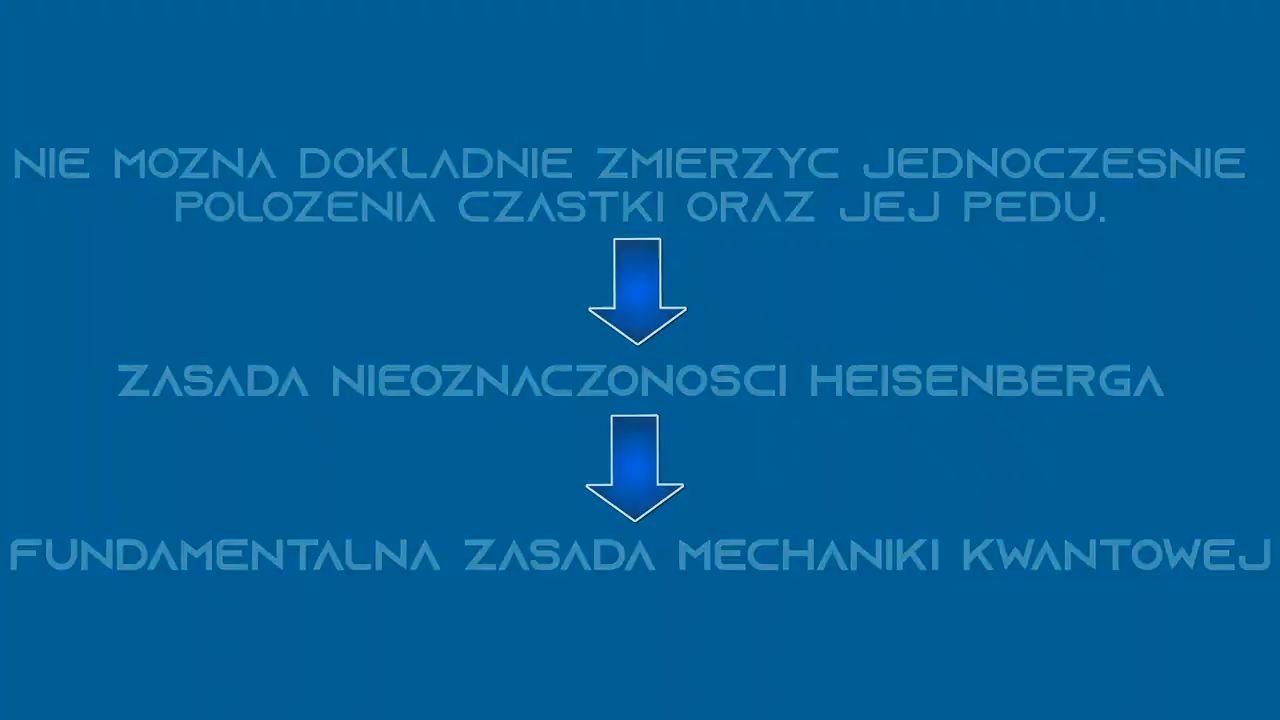 NIE MOZNA DOKLADNIE ZMIERZYC JEDNOCZESNIE
POLOZENIA CZASTKI ORAZ JEJ PEDU.
ZASADA NIEOZNACZONOSCI HEISENBERGA
FUNDAMENTALNA ZASADA MECHANIKI KWANTOWEJ